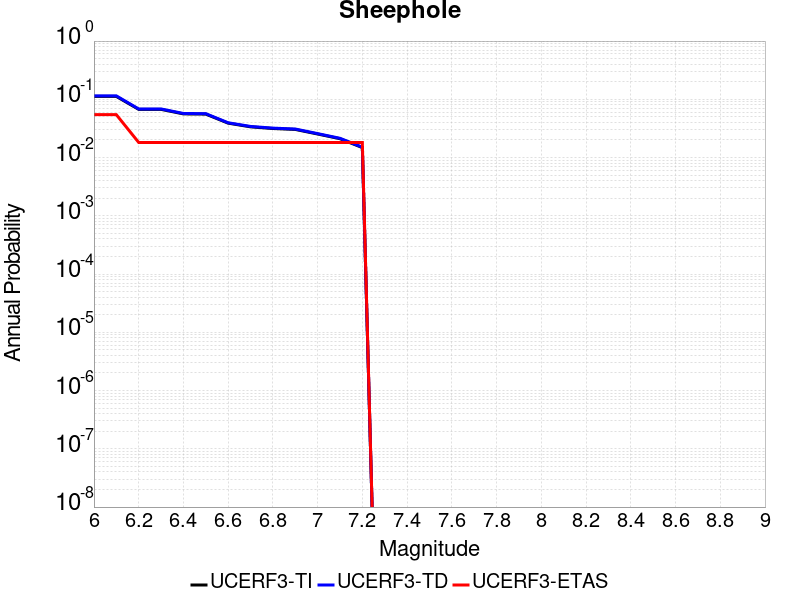 Sheephole
10 0
10 -1
10 -2
10 -3
10 -4
10 -5
10 -6
10 -7
10 -8
Annual Probability
6 6.2 6.4 6.6 6.8 7 7.2 7.4 7.6 7.8 8 8.2 8.4 8.6 8.8 9
Magnitude
UCERF3-TI UCERF3-TD UCERF3-ETAS